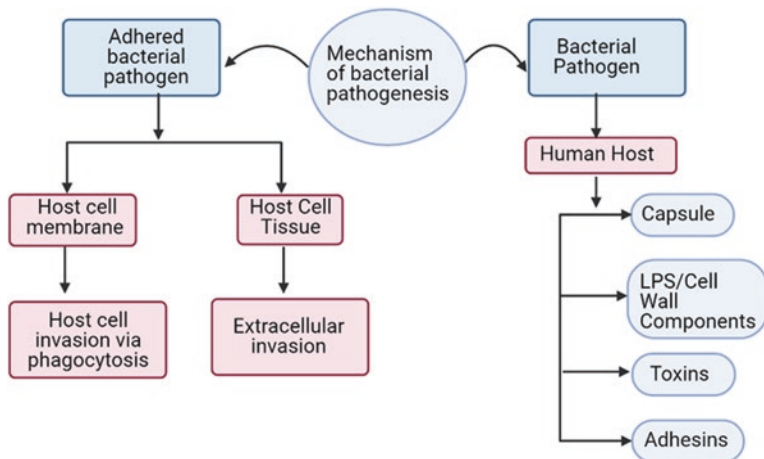 Adhered
bacterial
pathogen
Mechanism
of bacterial
pathogenesis
Bacterial
Pathogen
Host cell
membrane
Host Cell
Tissue
Host cell
invasion via
phagocytosis
Extracellular
invasion
Human Host
Capsule
LPS/Cell
Wall
Components
Toxins
Adhesins